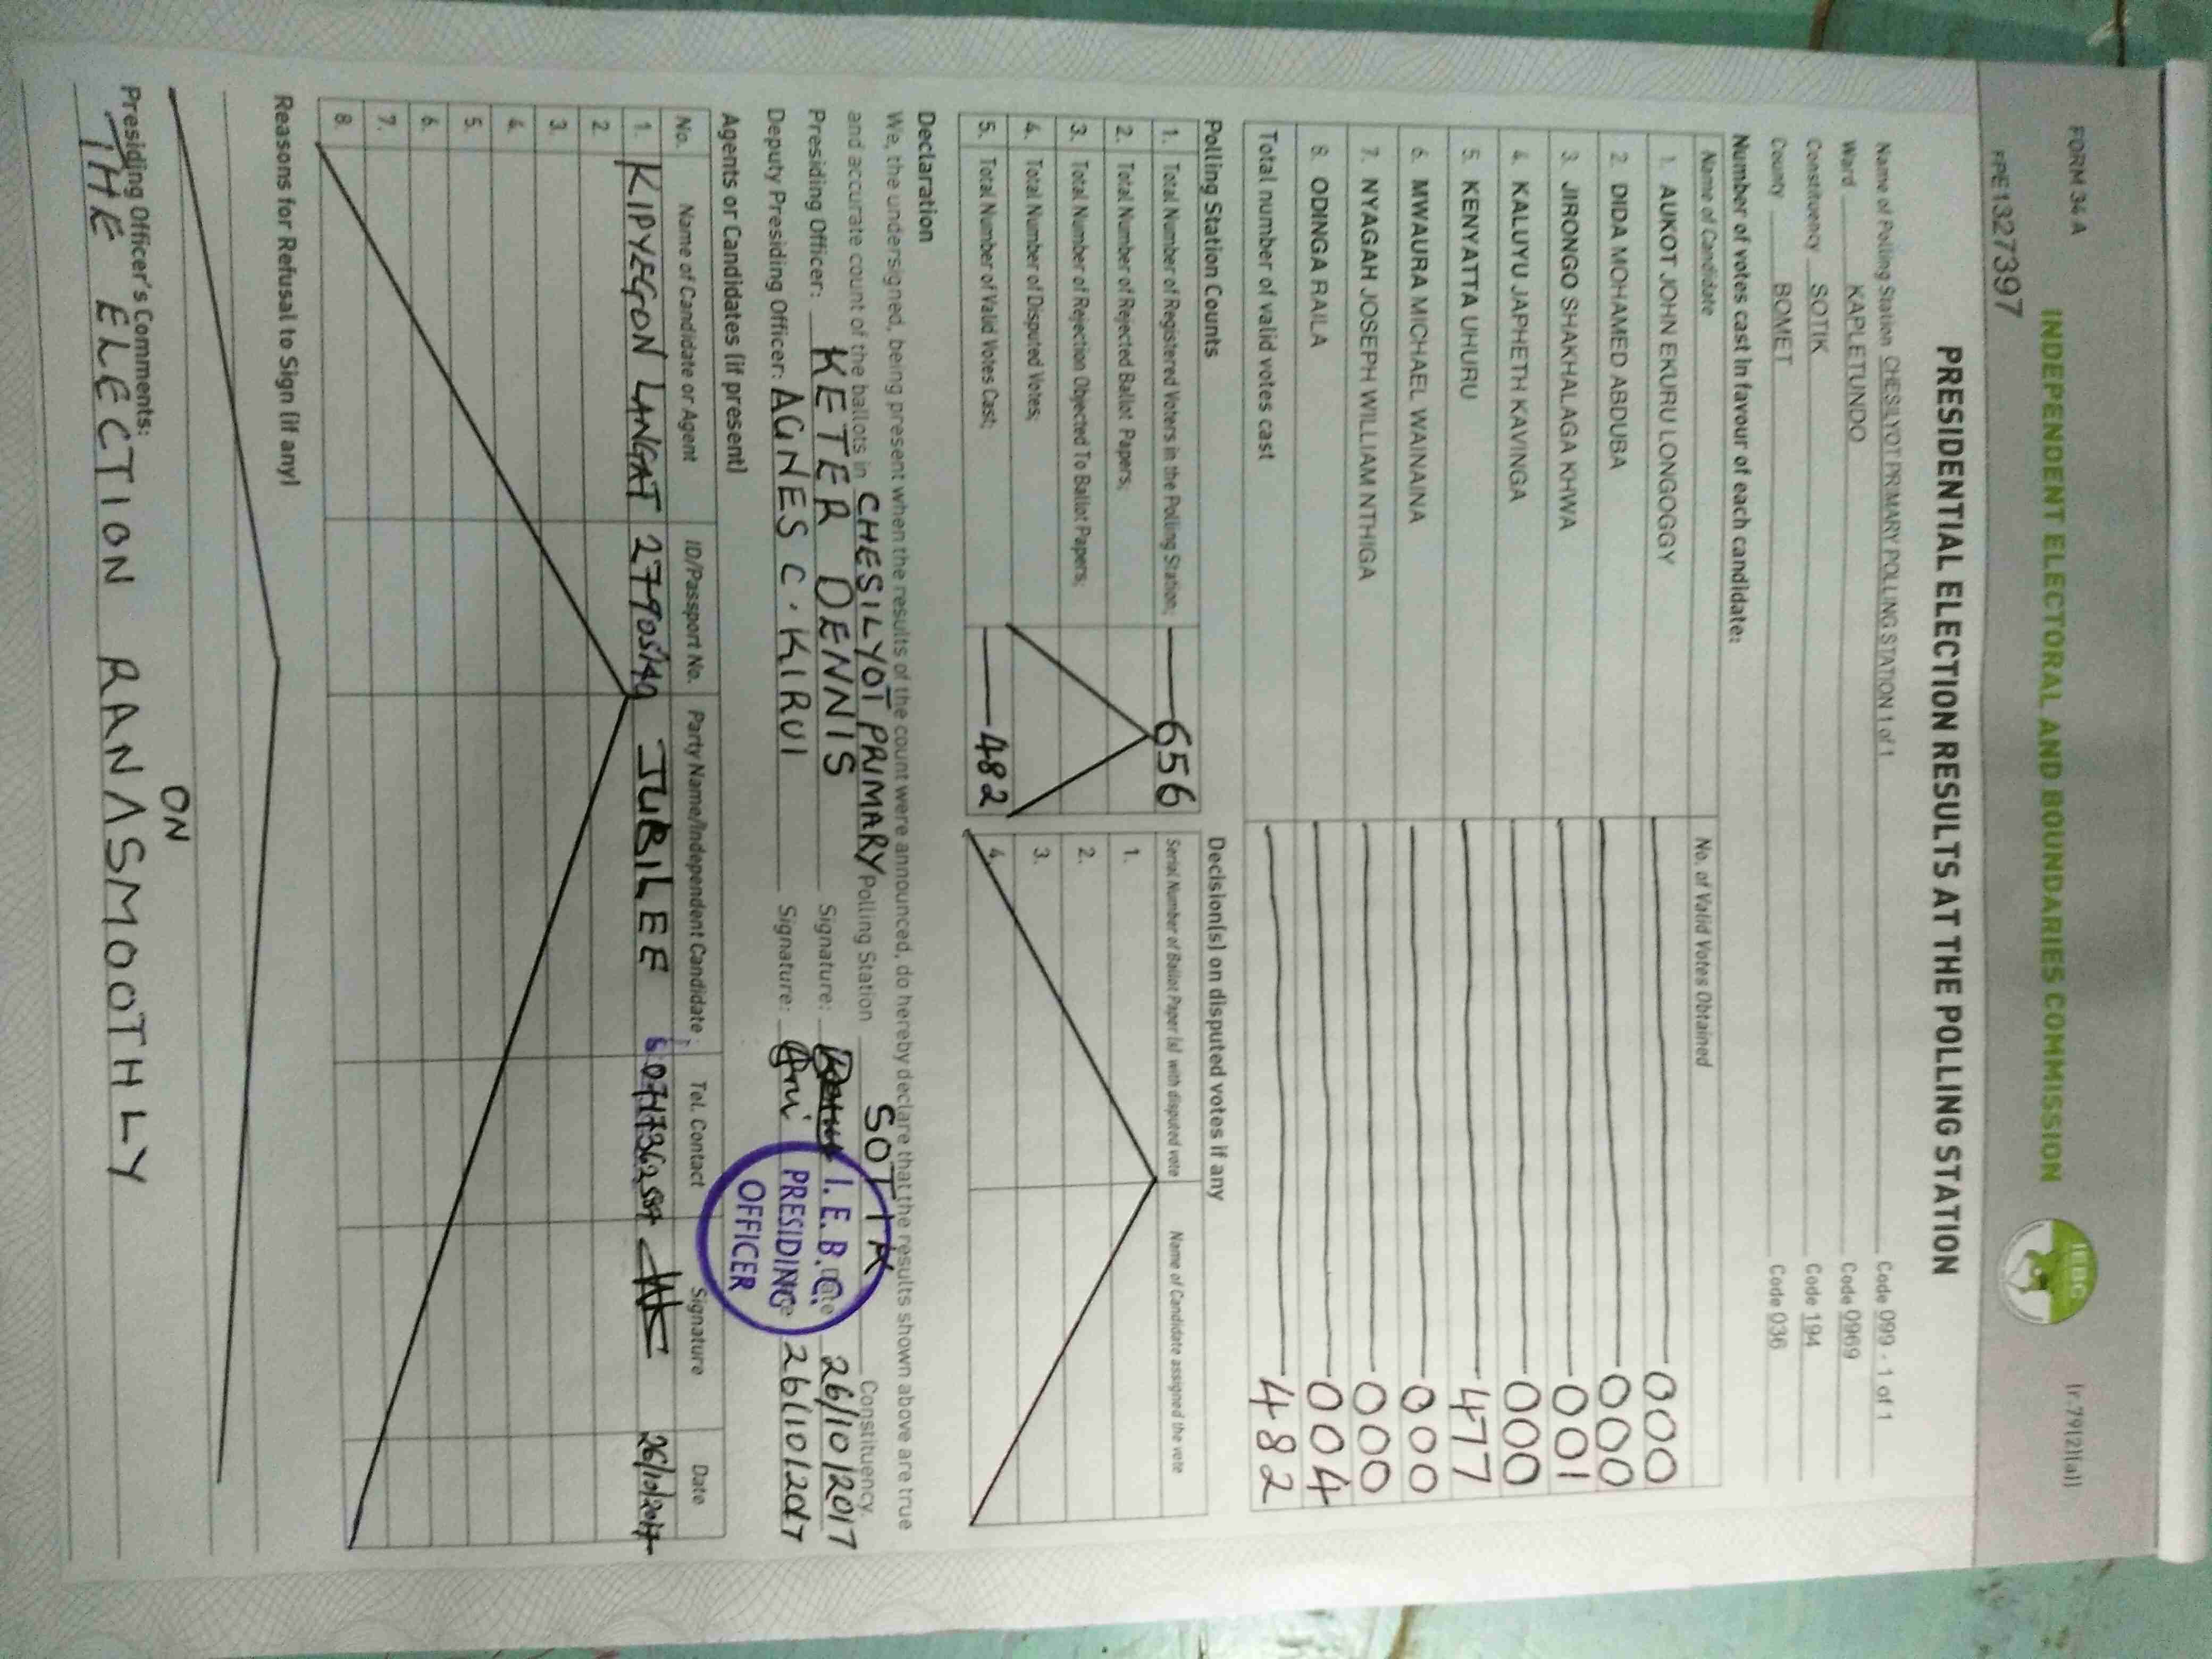 FORM 34 A
(r.79(2)(a))
INDEPENDENT ELECTORAL AND BOUNDARIES COMMISSION
IEBC
PRE1327397
PRESIDENTIAL ELECTION RESULTS AT THE POLLING STATION
Name of Polling Station CHESILYOT PRIMARY POLLING STATION 1 of 1 Code 099 - 1 of 1
Ward KAPLETUNDO Code 0969
Constituency SOTIK Code 194
County BOMET Code 036
Number of votes cast In favour of each candidate:
Name of Candidate No. of Valid Votes Obtained
1. AUKOT JOHN EKURU LONGOGGY 000
2. DIDA MOHAMED ABDUBA 000
3. JIRONGO SHAKHALAGA KHWA 001
4. KALUYU JAPHETH KAVINGA 000
5. KENYATTA UHURU 477
6. MWAURA MICHAEL WAINAINA 000
7. NYAGAH JOSEPH WILLIAM NTHIGA 000
8. ODINGA RAILA 004
Total number of valid votes cast 482
Polling Station Counts
1. Total Number of Registered Voters in the Polling Station; 656
2. Total Number of Rejected Ballot Papers;
3. Total Number of Rejection Objected To Ballot Papers;
4. Total Number of Disputed Votes;
5. Total Number of Valid Votes Cast; 482
Decision(s) on disputed votes if any
Serial Number of Ballot Paper (s) with disputed vote Name of Candidate assigned the vote
1.
2.
3.
4.
Declaration
We, the undersigned, being present when the results of the count were announced, do hereby declare that the results shown above are true
and accurate count of the ballots in CHESILYOT PRIMARY Polling Station SOTIK Constituency.
Presiding Officer: KETER DENNIS Signature: Date 26/10/2017
Deputy Presiding Officer: AGNES C. KIRUI Signature: 26/10/2017
I.E.B.C.
PRESIDING
OFFICER
Agents or Candidates (if present)
No. Name of Candidate or Agent ID/Passport No. Party Name/Independent Candidate Tel. Contact Signature Date
1. KIPYEGON LANGAT JUBILEE 26/10/2017
2.
3.
4.
5.
6.
7.
8.
Reasons for Refusal to Sign (if any)
Presiding Officer's Comments:
ON
THE ELECTION RAN ^ SMOOTHLY